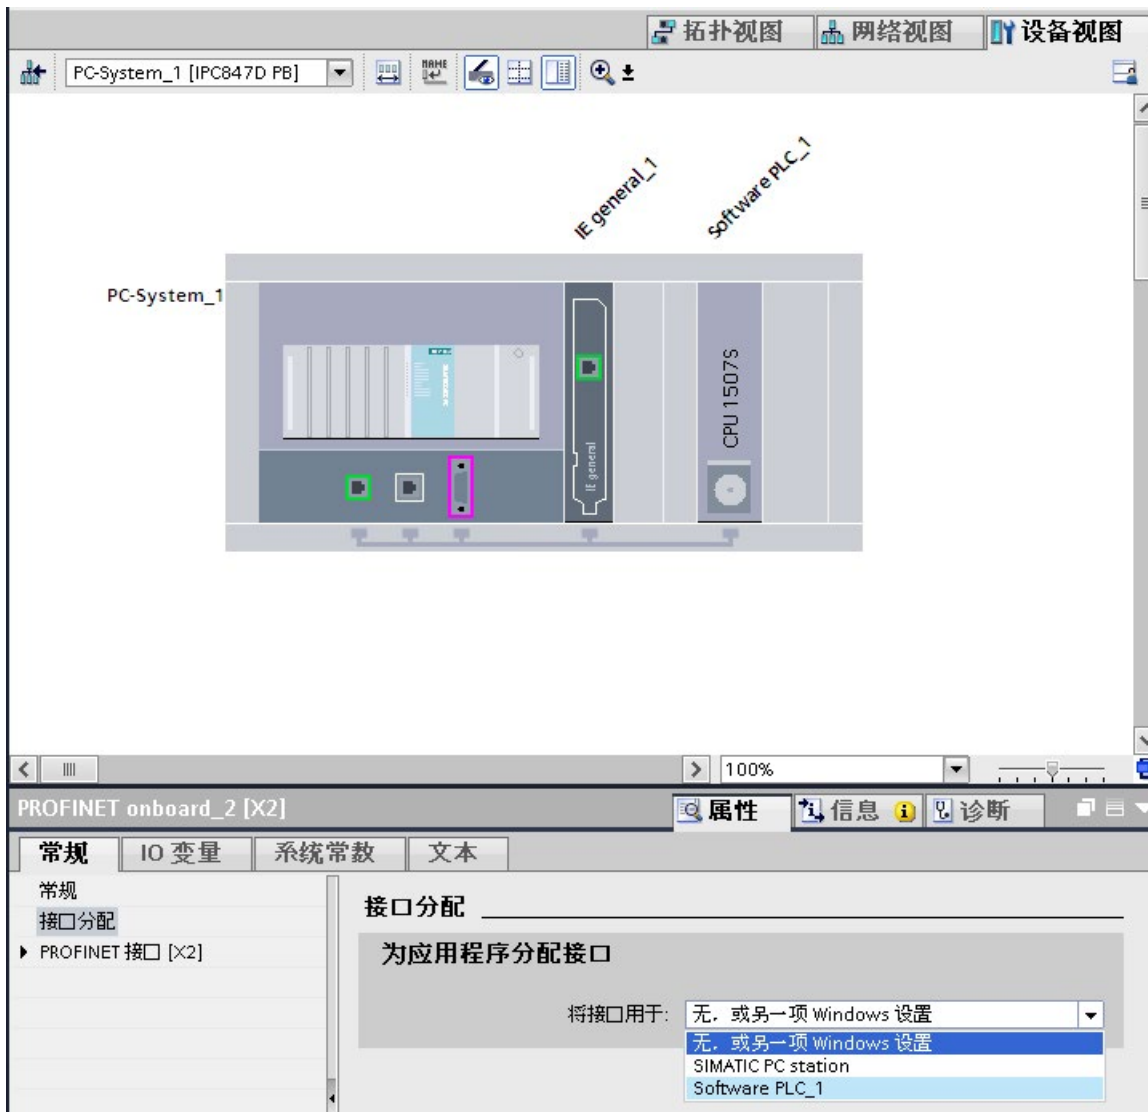 拓扑视图 网络视图 设备视图
PC-System_1 [IPC847D PB]
IE general_1
Software PLC_1
PC-System_1
CPU 1507S
IE general
100%
PROFINET onboard_2 [X2] 属性 信息 诊断
常规 IO 变量 系统常数 文本
常规
接口分配
PROFINET 接口 [X2]
接口分配
为应用程序分配接口
将接口用于: 无，或另一项 Windows 设置
无，或另一项 Windows 设置
SIMATIC PC station
Software PLC_1